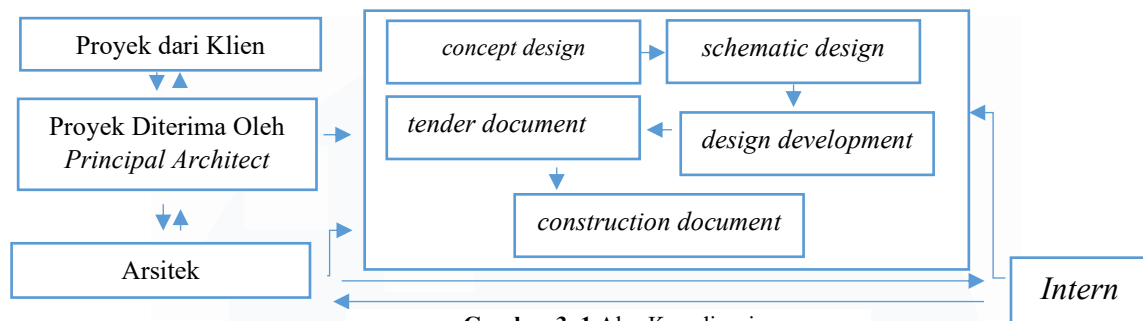 Proyek dari Klien
Proyek Diterima Oleh
Principal Architect
Arsitek
concept design
schematic design
tender document
design development
construction document
Intern